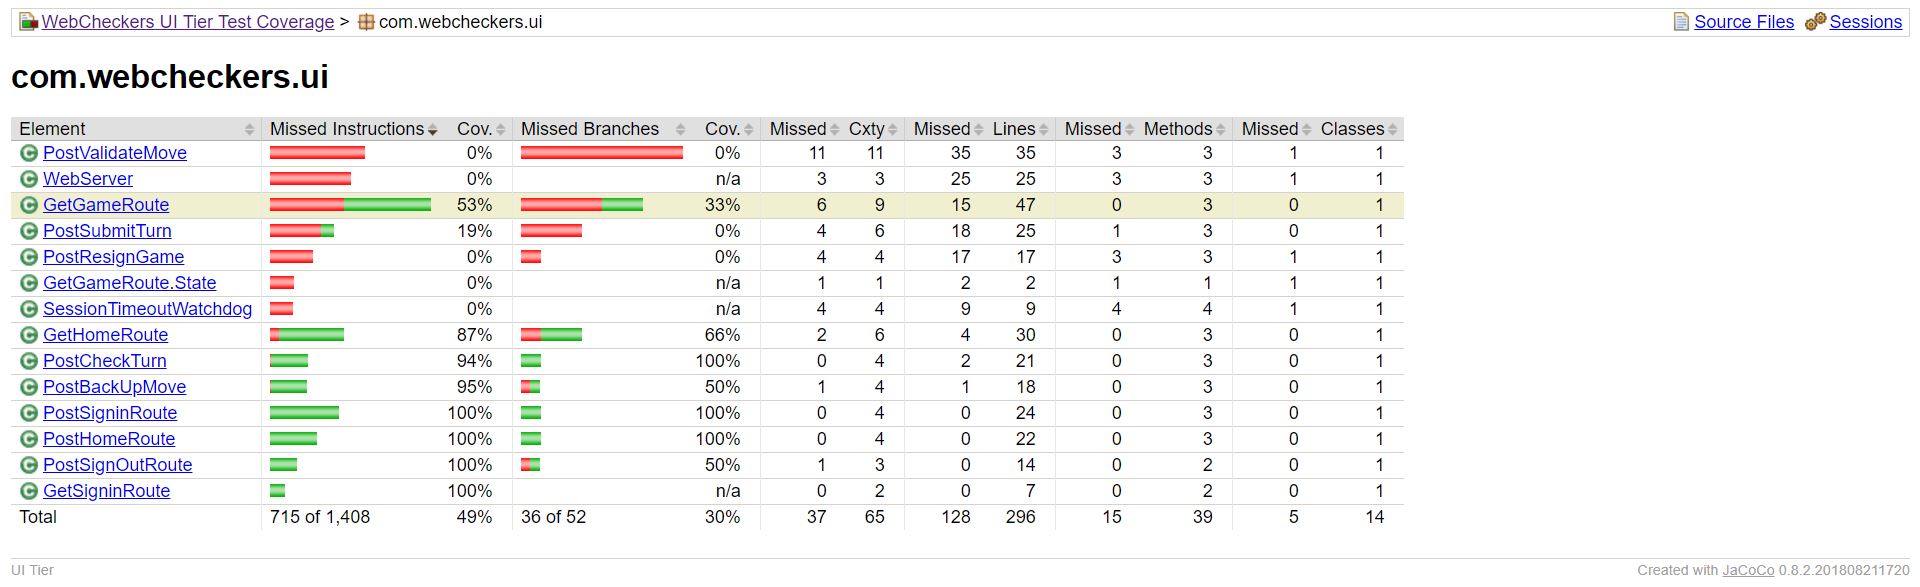 WebCheckers UI Tier Test Coverage > com.webcheckers.ui Source Files Sessions
com.webcheckers.ui
Element Missed Instructions Cov. Missed Branches Cov. Missed Cxty Missed Lines Missed Methods Missed Classes
PostValidateMove 0% 0% 11 11 35 35 3 3 1 1
WebServer 0% n/a 3 3 25 25 3 3 1 1
GetGameRoute 53% 33% 6 9 15 47 0 3 0 1
PostSubmitTurn 19% 0% 4 6 18 25 1 3 0 1
PostResignGame 0% 0% 4 4 17 17 3 3 1 1
GetGameRoute.State 0% n/a 1 1 2 2 1 1 1 1
SessionTimeoutWatchdog 0% n/a 4 4 9 9 4 4 1 1
GetHomeRoute 87% 66% 2 6 4 30 0 3 0 1
PostCheckTurn 94% 100% 0 4 2 21 0 3 0 1
PostBackUpMove 95% 50% 1 4 1 18 0 3 0 1
PostSigninRoute 100% 100% 0 4 0 24 0 3 0 1
PostHomeRoute 100% 100% 0 4 0 22 0 3 0 1
PostSignOutRoute 100% 50% 1 3 0 14 0 2 0 1
GetSigninRoute 100% n/a 0 2 0 7 0 2 0 1
Total 715 of 1,408 49% 36 of 52 30% 37 65 128 296 15 39 5 14
UI Tier Created with JaCoCo 0.8.2.201808211720